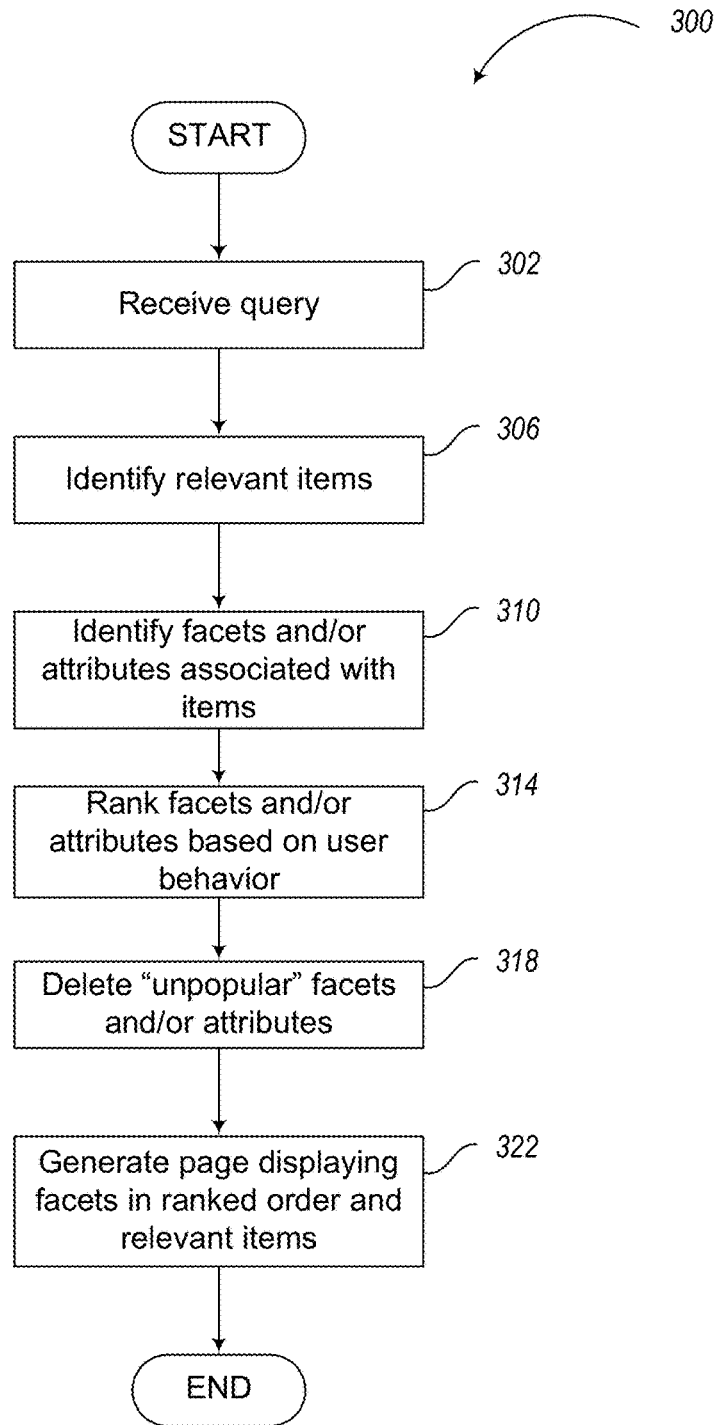 300
START
302
Receive query
306
Identify relevant items
310
Identify facets and/or
attributes associated with
items
314
Rank facets and/or
attributes based on user
behavior
318
Delete “unpopular” facets
and/or attributes
322
Generate page displaying
facets in ranked order and
relevant items
END